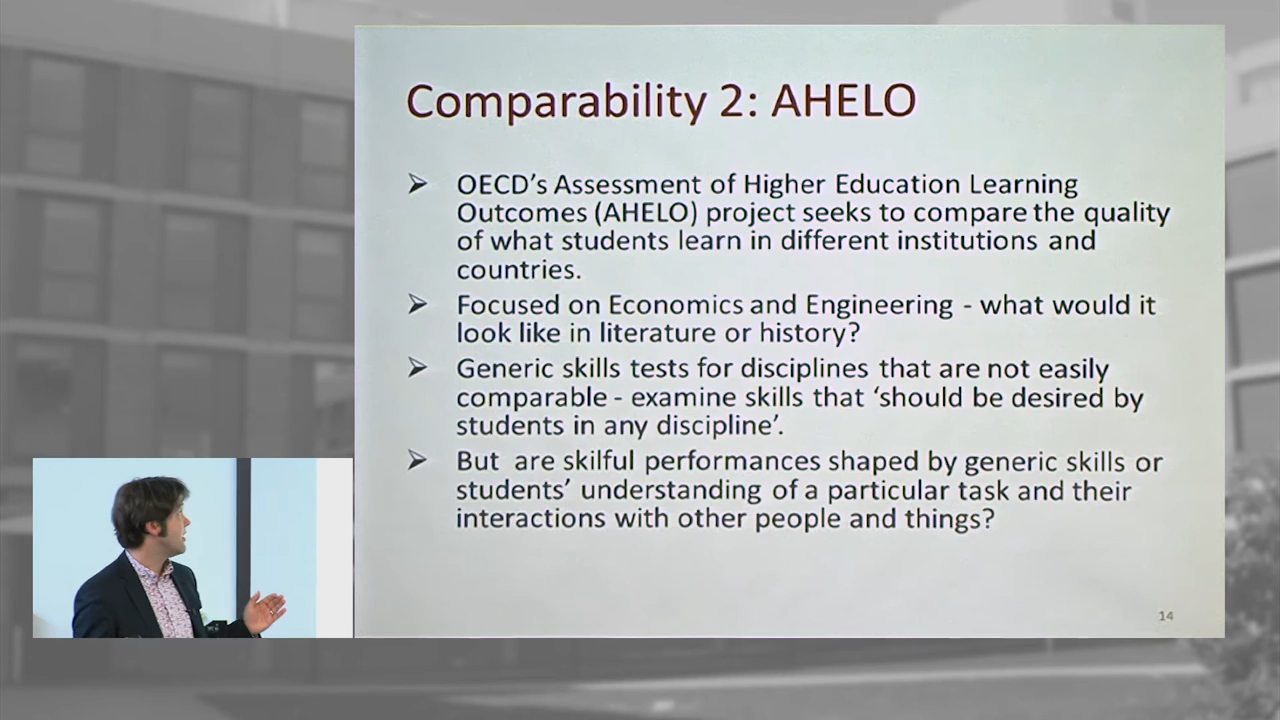 Comparability 2: AHELO
➢ OECD’s Assessment of Higher Education Learning
Outcomes (AHELO) project seeks to compare the quality
of what students learn in different institutions and
countries.
➢ Focused on Economics and Engineering - what would it
look like in literature or history?
➢ Generic skills tests for disciplines that are not easily
comparable - examine skills that ‘should be desired by
students in any discipline’.
➢ But are skilful performances shaped by generic skills or
students’ understanding of a particular task and their
interactions with other people and things?
14